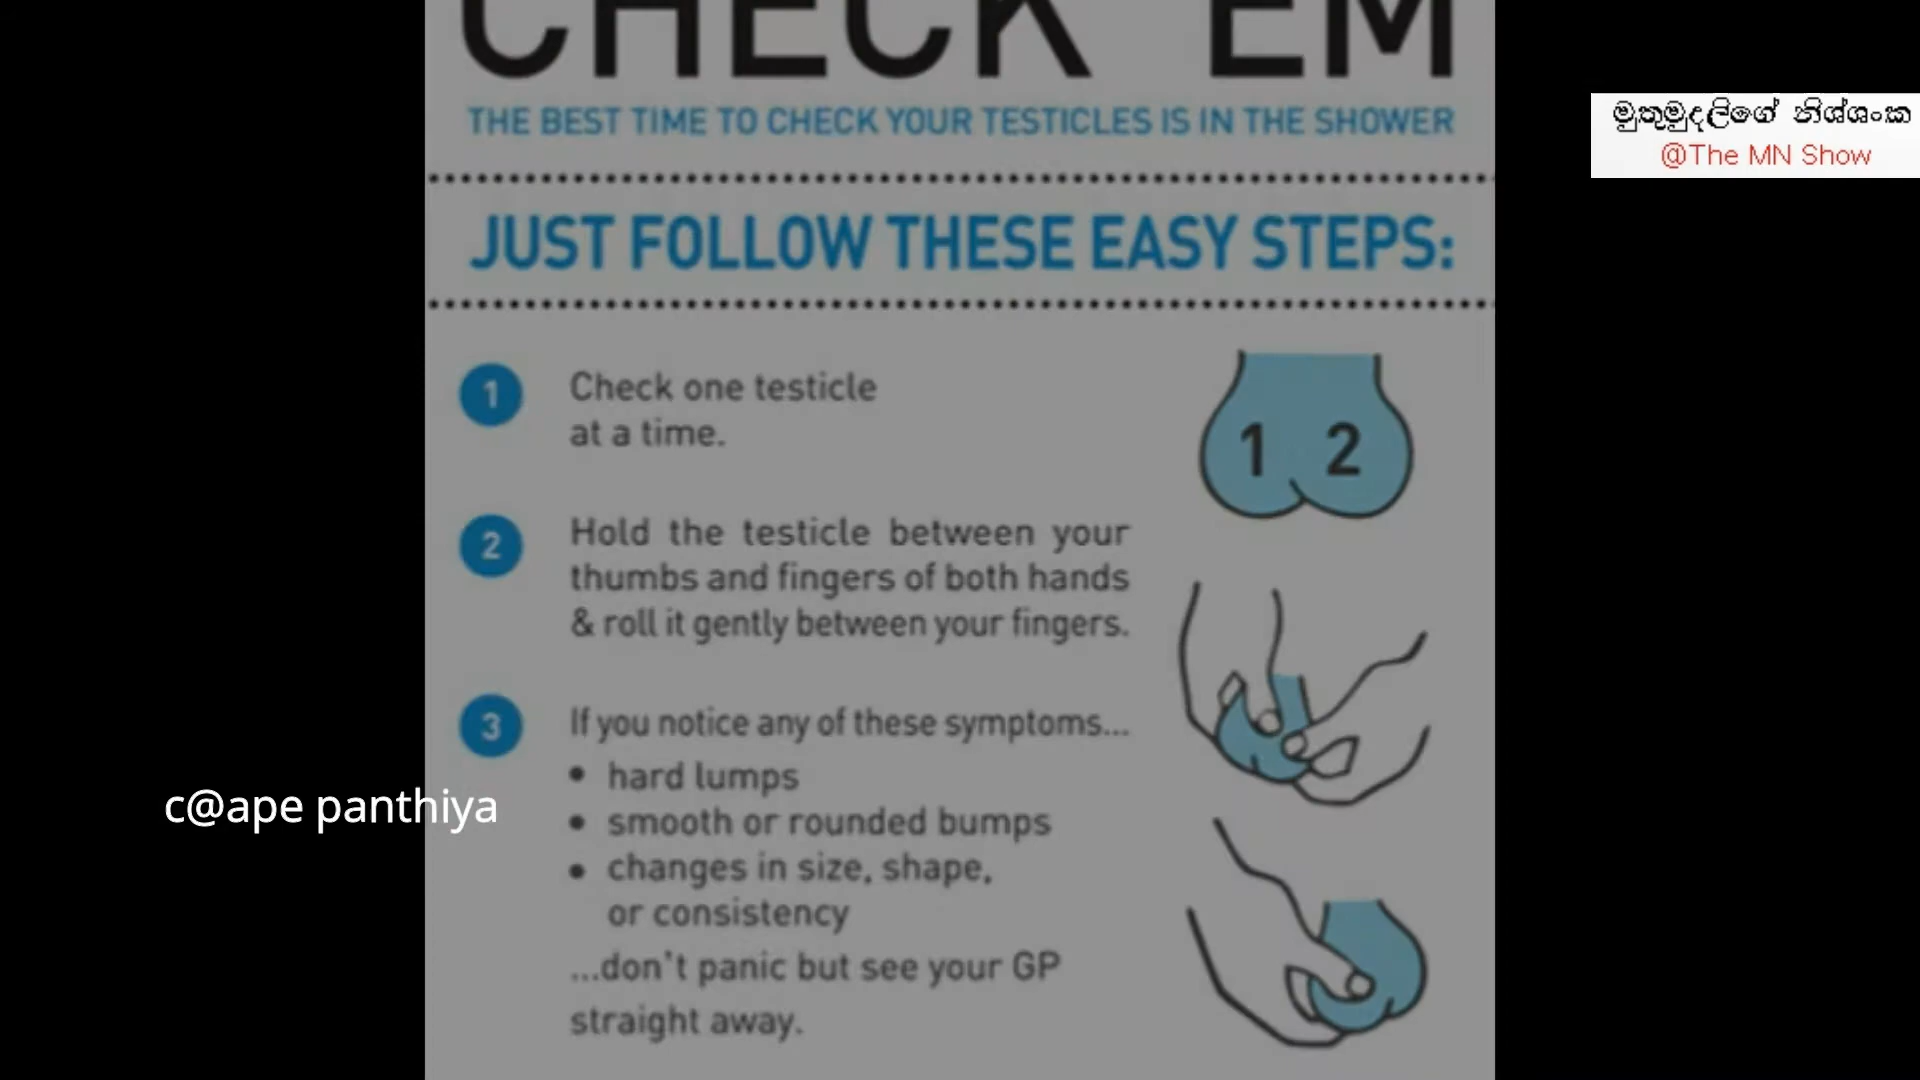 CHECK 'EM
THE BEST TIME TO CHECK YOUR TESTICLES IS IN THE SHOWER
JUST FOLLOW THESE EASY STEPS:
1 Check one testicle
at a time.
1 2
2 Hold the testicle between your
thumbs and fingers of both hands
& roll it gently between your fingers.
3 If you notice any of these symptoms...
• hard lumps
• smooth or rounded bumps
• changes in size, shape,
or consistency
...don't panic but see your GP
straight away.
මුතුමුදලිගේ නිශ්ශංක
@The MN Show
c@ape panthiya